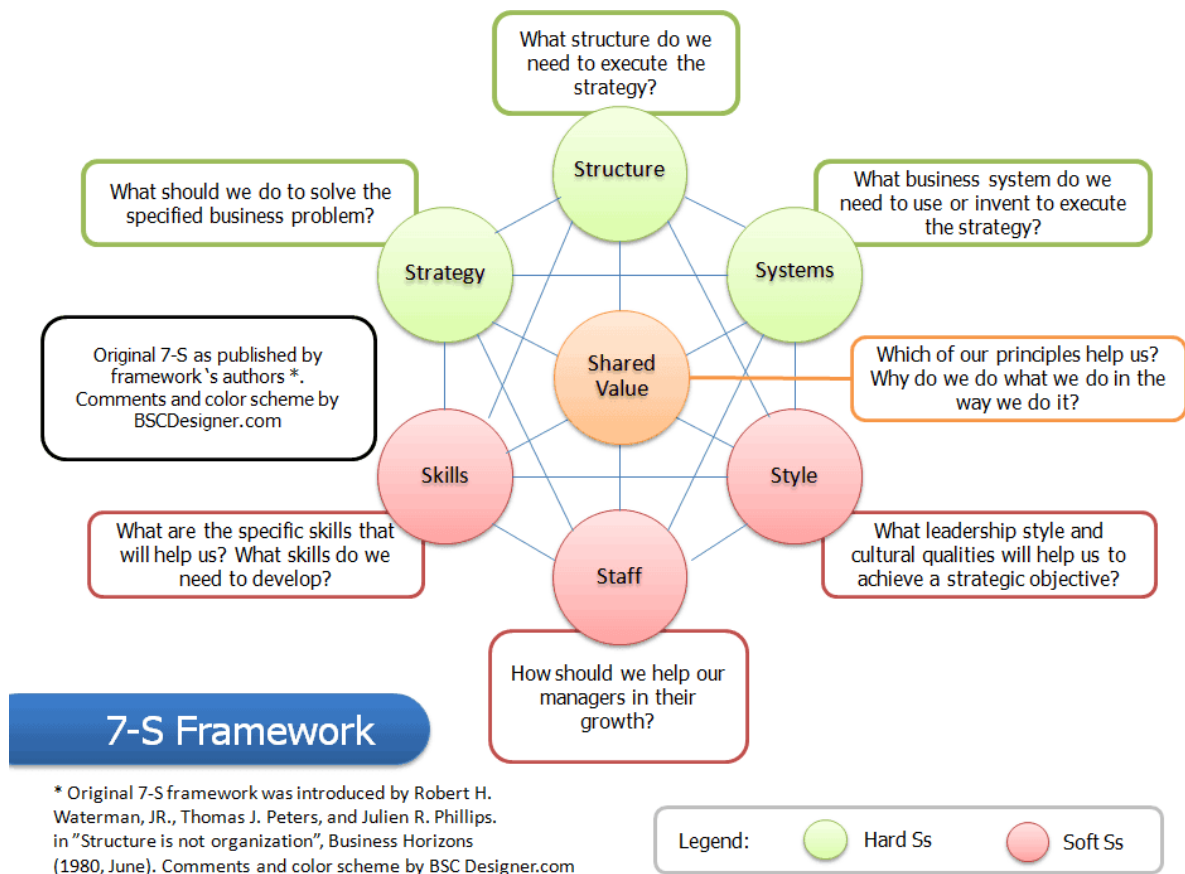 What structure do we
need to execute the
strategy?
Structure
What should we do to solve the
specified business problem?
What business system do we
need to use or invent to execute
the strategy?
Strategy
Systems
Original 7-S as published by
framework`s authors *.
Comments and color scheme by
BSCDesigner.com
Shared
Value
Which of our principles help us?
Why do we do what we do in the
way we do it?
Skills
Style
What are the specific skills that
will help us? What skills do we
need to develop?
Staff
What leadership style and
cultural qualities will help us to
achieve a strategic objective?
How should we help our
managers in their
growth?
7-S Framework
* Original 7-S framework was introduced by Robert H.
Waterman, JR., Thomas J. Peters, and Julien R. Phillips.
in ”Structure is not organization”, Business Horizons
(1980, June). Comments and color scheme by BSC Designer.com
Legend:
Hard Ss
Soft Ss